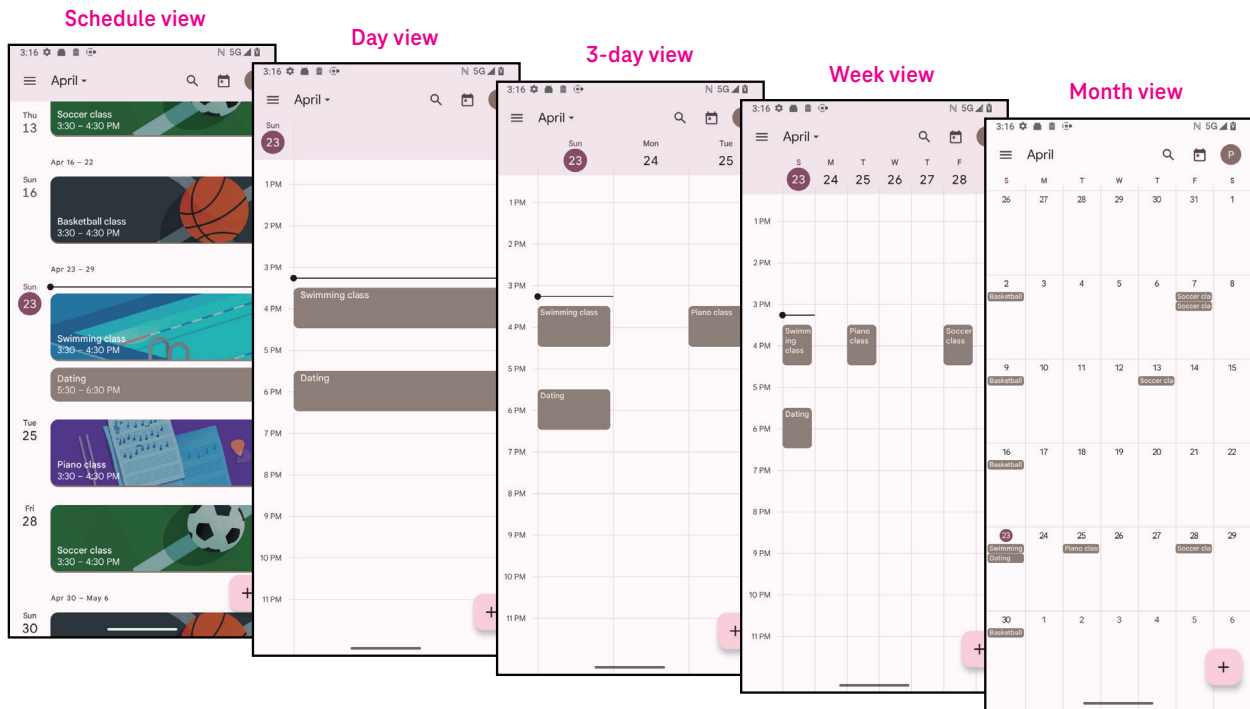 Schedule view
3:16 5G
April
Thu
13
Soccer class
3:30 – 4:30 PM
Apr 16 – 22
Sun
16
Basketball class
3:30 – 4:30 PM
Apr 23 – 29
Sun
23
Swimming class
3:30 – 4:30 PM
Dating
5:30 – 6:30 PM
Tue
25
Piano class
3:30 – 4:30 PM
Fri
28
Soccer class
3:30 – 4:30 PM
+
Apr 30 – May 6
Sun
30
Day view
3:16 5G
April
Sun
23
1 PM
2 PM
3 PM
Swimming class
4 PM
5 PM
Dating
6 PM
7 PM
8 PM
9 PM
10 PM
11 PM
+
3-day view
3:16 5G
April
Sun Mon Tue
23 24 25
1 PM
2 PM
3 PM
Swimming class Piano class
4 PM
5 PM
Dating
6 PM
7 PM
8 PM
9 PM
10 PM
11 PM
+
Week view
3:16 5G
April
S M T W T F
23 24 25 26 27 28
1 PM
2 PM
3 PM
Swimm Piano Soccer
ing class class
class
4 PM
5 PM
Dating
6 PM
7 PM
8 PM
9 PM
10 PM
11 PM
+
Month view
3:16 5G
April P
S M T W T F S
26 27 28 29 30 31 1
2 3 4 5 6 7 8
Basketball Soccer cla
Soccer cla
9 10 11 12 13 14 15
Basketball Soccer cla
16 17 18 19 20 21 22
Basketball
23 24 25 26 27 28 29
Swimming Piano clas Soccer cla
Dating
30 1 2 3 4 5 6
Basketball
+